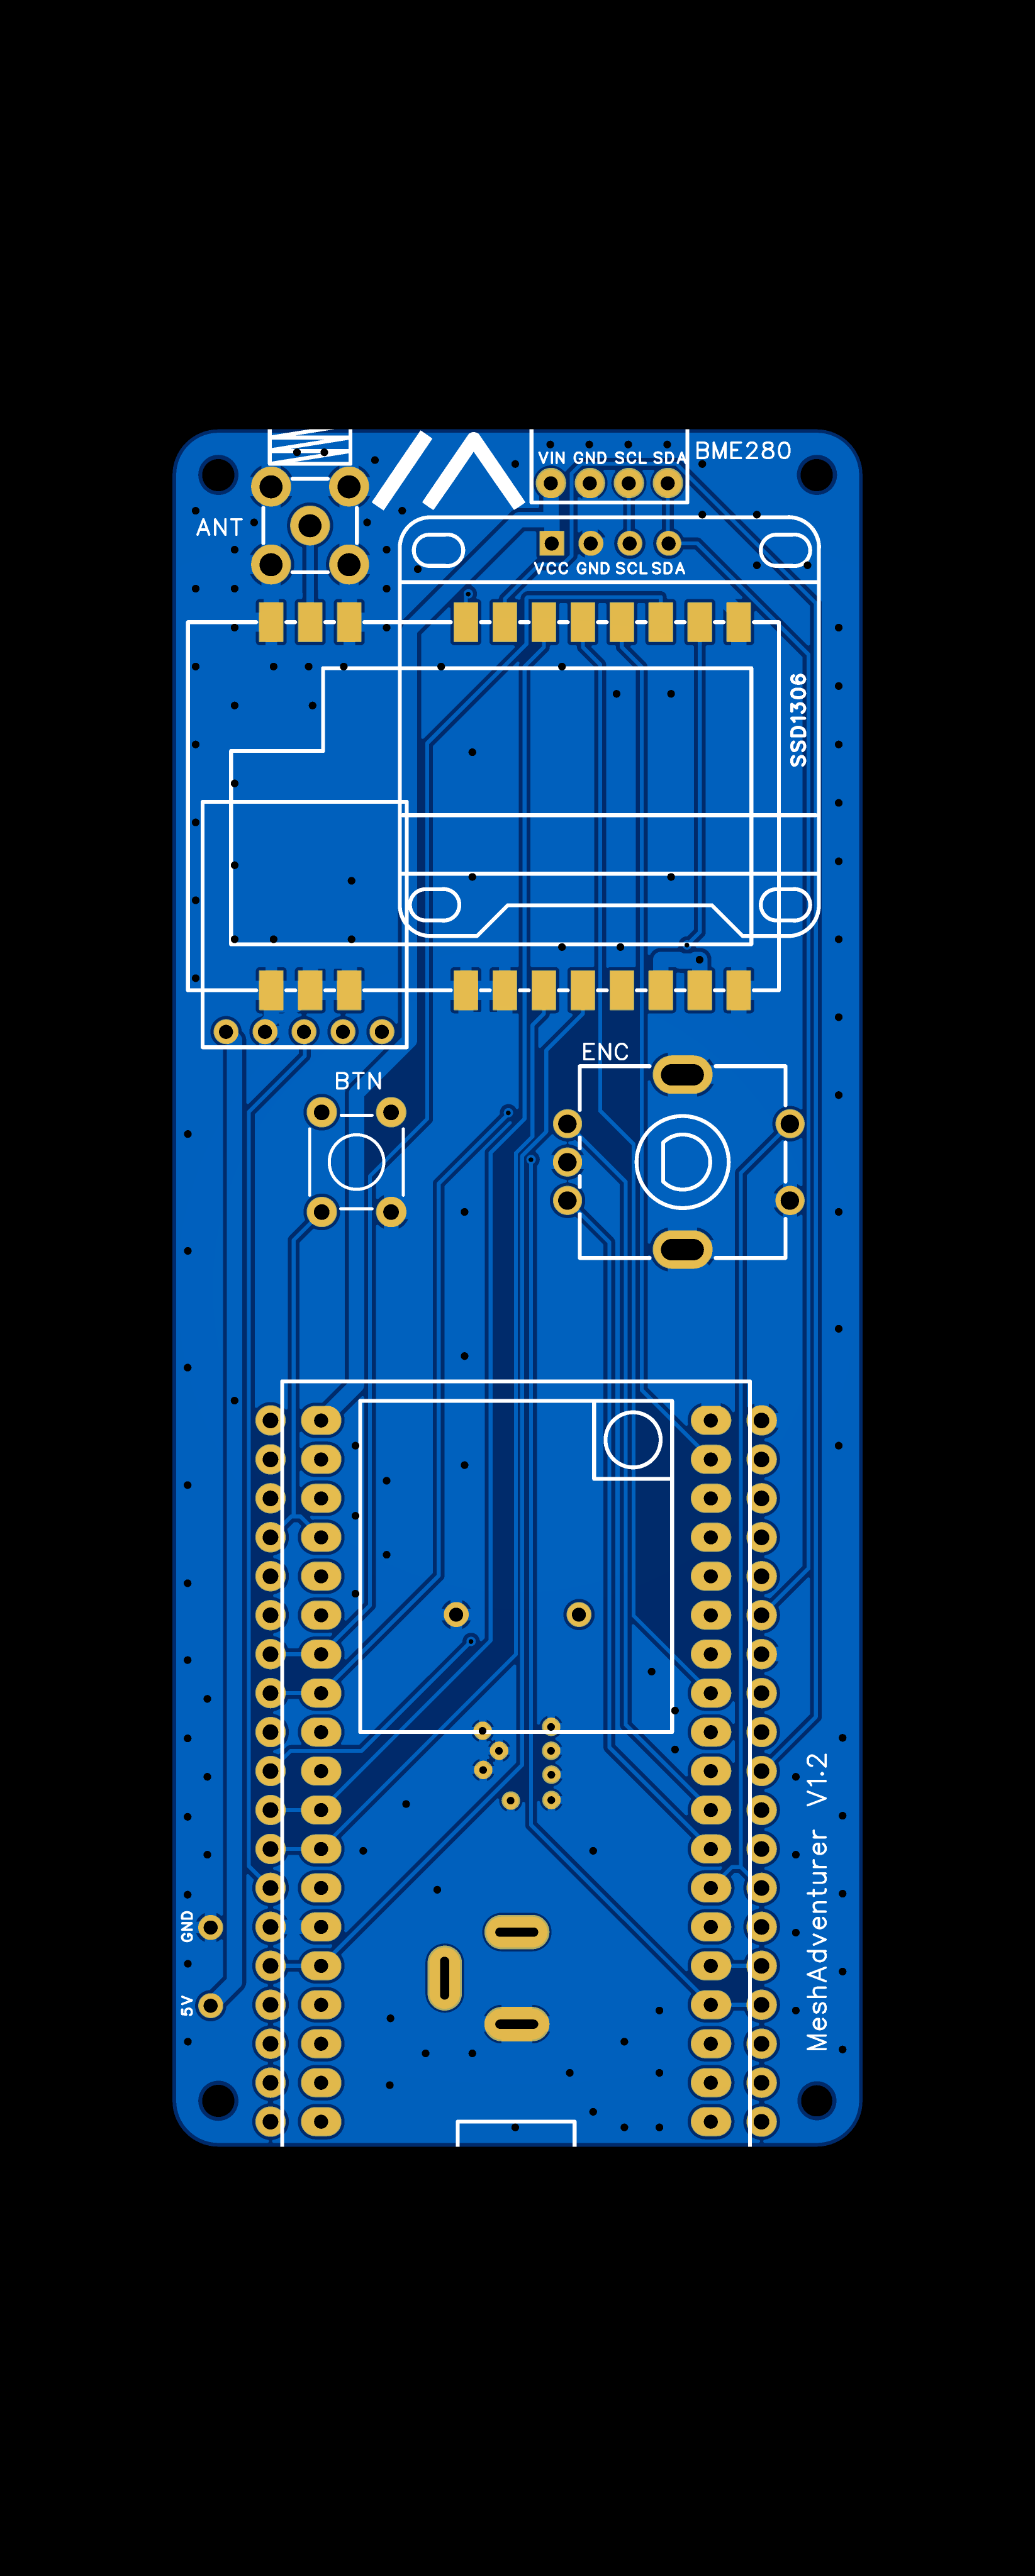 BME280
VIN GND SCL SDA
ANT
VCC GND SCL SDA
SSD1306
ENC
BTN
MeshAdventurer V1.2
GND
5V